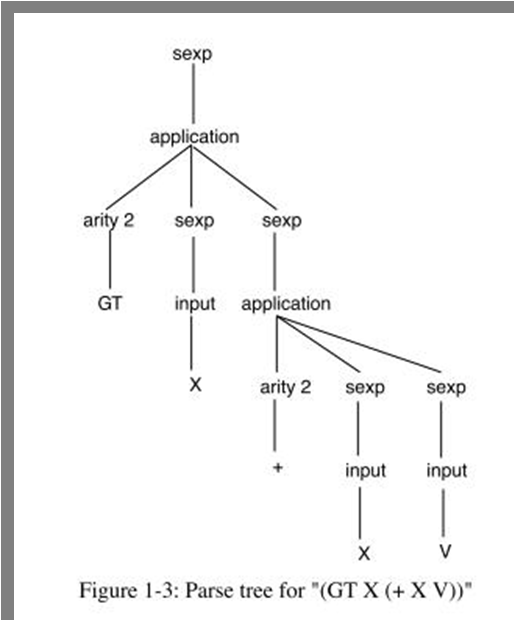 sexp
application
arity 2 sexp sexp
GT input application
X arity 2 sexp sexp
+ input input
X V
Figure 1-3: Parse tree for "(GT X (+ X V))"